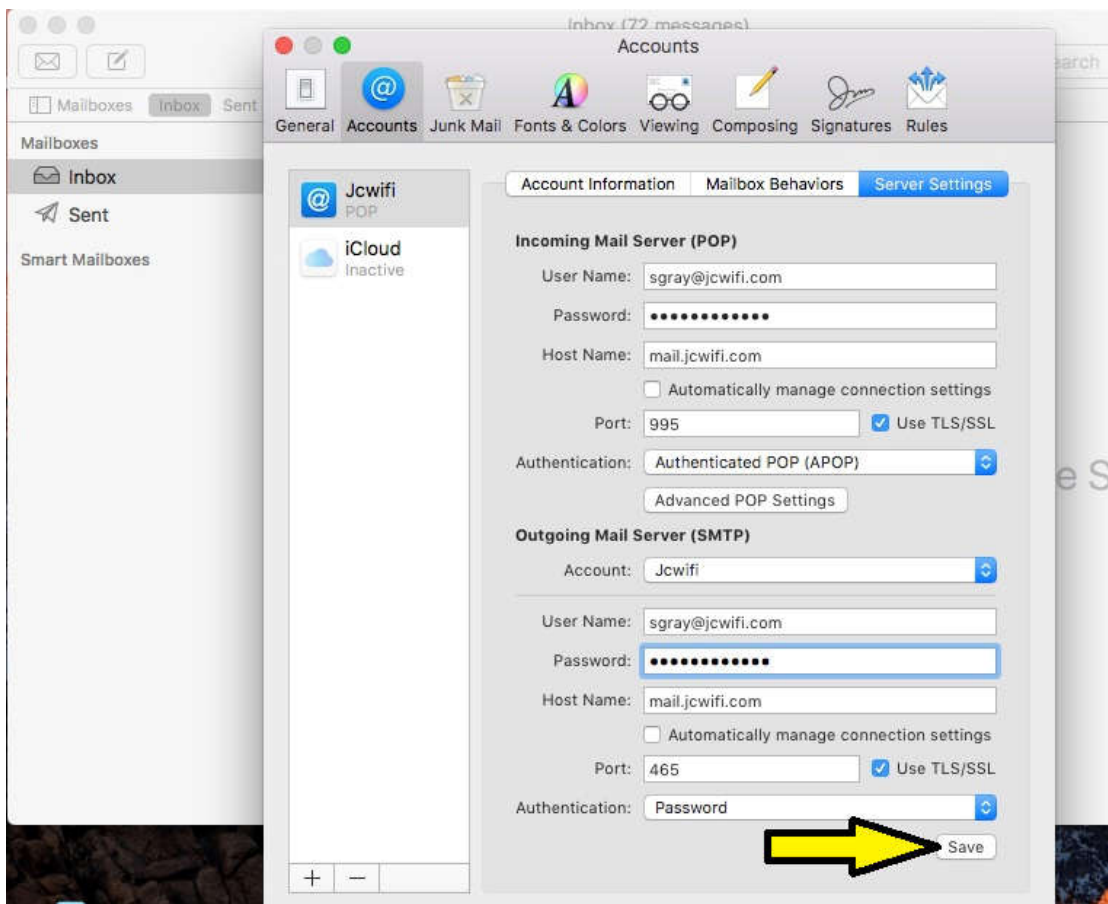 Inbox (72 messages)
Accounts
earch
Mailboxes Inbox Sent
General Accounts Junk Mail Fonts & Colors Viewing Composing Signatures Rules
Mailboxes
Inbox
Sent
Smart Mailboxes
Jcwifi
POP
iCloud
Inactive
Account Information Mailbox Behaviors Server Settings
Incoming Mail Server (POP)
User Name: sgray@jcwifi.com
Password: ••••••••••••
Host Name: mail.jcwifi.com
Automatically manage connection settings
Port: 995 Use TLS/SSL
Authentication: Authenticated POP (APOP)
Advanced POP Settings
e S
Outgoing Mail Server (SMTP)
Account: Jcwifi
User Name: sgray@jcwifi.com
Password: ••••••••••••
Host Name: mail.jcwifi.com
Automatically manage connection settings
Port: 465 Use TLS/SSL
Authentication: Password
Save